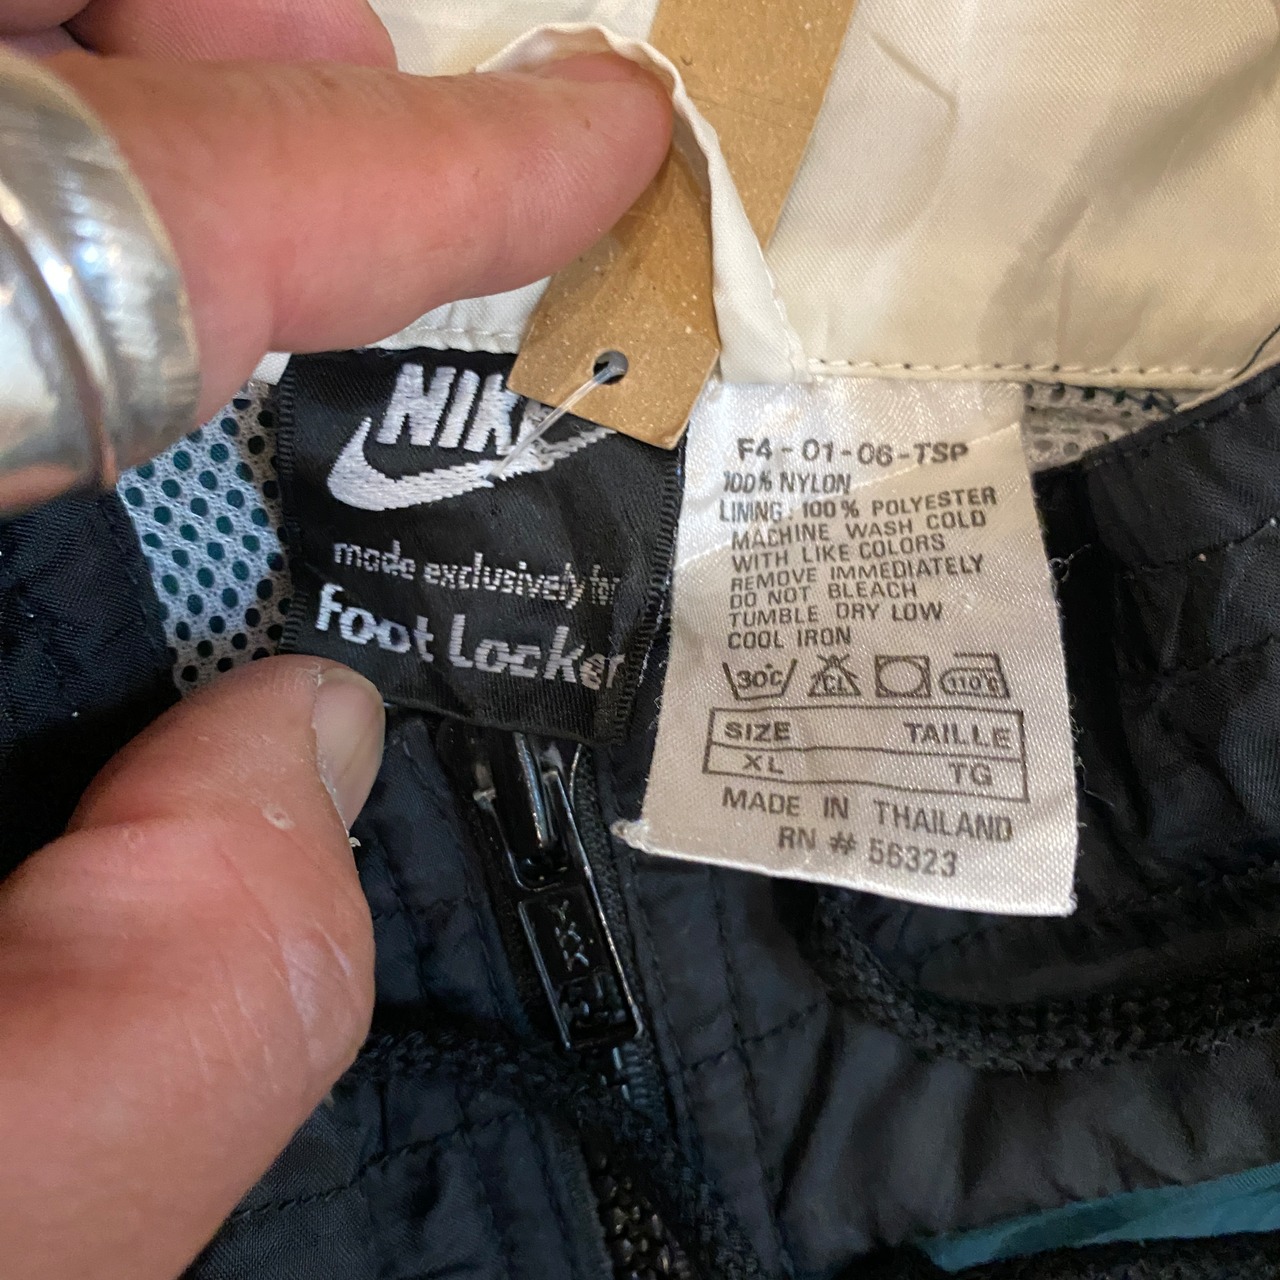 NIKE
made exclusively for
Foot Locker
F4-01-06-TSP
100% NYLON
LINING: 100% POLYESTER
MACHINE WASH COLD
WITH LIKE COLORS
REMOVE IMMEDIATELY
DO NOT BLEACH
TUMBLE DRY LOW
COOL IRON
30°C CL 110°C
SIZE TAILLE
XL TG
MADE IN THAILAND
RN # 56323
YKK